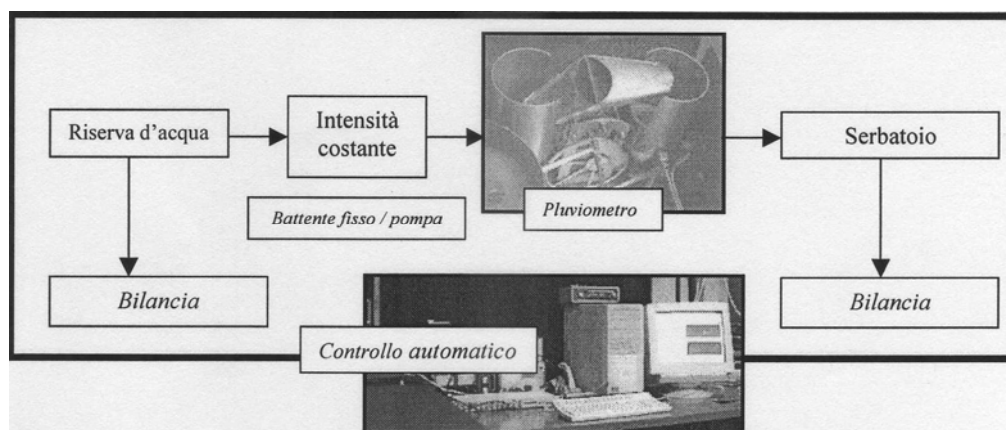 Riserva d'acqua
Intensità
costante
Serbatoio
Battente fisso / pompa
Pluviometro
Bilancia
Bilancia
Controllo automatico